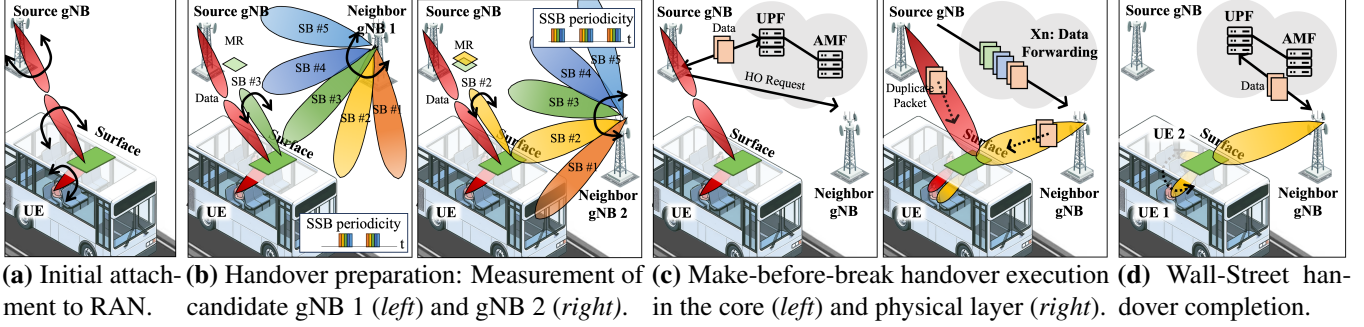 Source gNB
Surface
UE
Source gNB
Neighbor
gNB 1
MR
SB #5
SB #4
SB #3
SB #3
SB #2
SB #1
Data
Surface
UE
SSB periodicity
t
SSB periodicity
t
MR
SB #2
Data
SB #5
SB #4
SB #3
SB #2
SB #1
Surface
UE
Neighbor
gNB 2
Source gNB
UPF
AMF
Data
HO Request
Surface
UE
Neighbor
gNB
Source gNB
Xn: Data
Forwarding
Duplicate
Packet
Surface
UE
Neighbor
gNB
Source gNB
UPF
AMF
Data
UE 2
Surface
UE 1
Neighbor
gNB
(a) Initial attach-
ment to RAN.
(b) Handover preparation: Measurement of
candidate gNB 1 (left) and gNB 2 (right).
(c) Make-before-break handover execution
in the core (left) and physical layer (right).
(d) Wall-Street han-
dover completion.